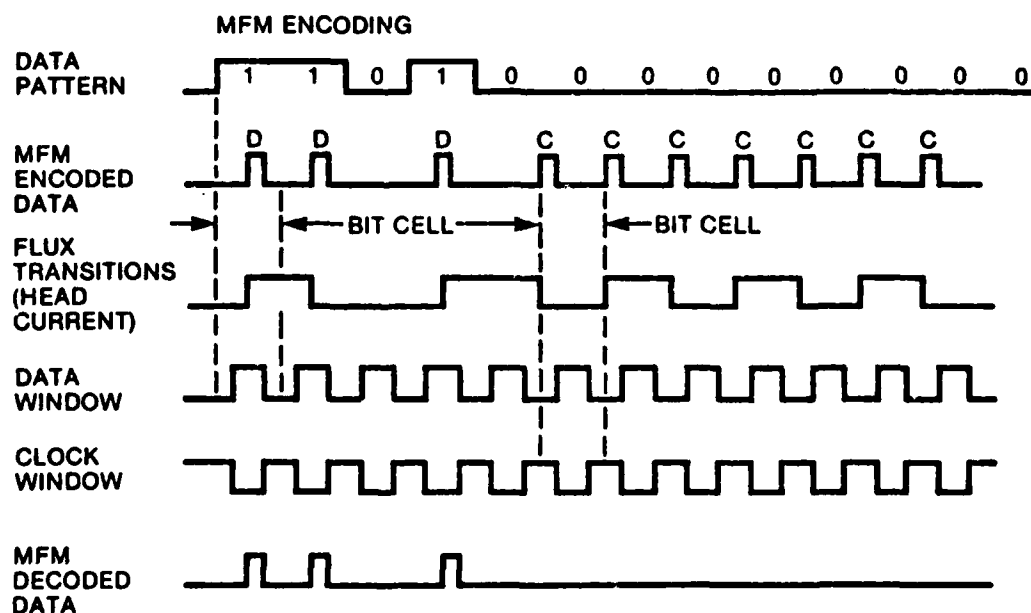 MFM ENCODING
DATA
PATTERN
1 1 0 1 0 0 0 0 0 0 0 0 0
MFM
ENCODED
DATA
D D D C C C C C C C
BIT CELL
BIT CELL
FLUX
TRANSITIONS
(HEAD
CURRENT)
DATA
WINDOW
CLOCK
WINDOW
MFM
DECODED
DATA